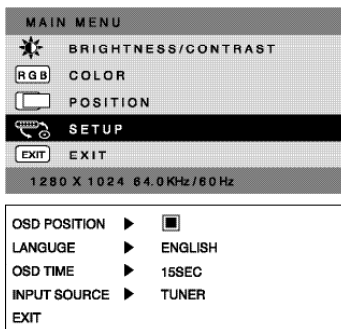 MAIN MENU
BRIGHTNESS/CONTRAST
RGB COLOR
POSITION
SETUP
EXIT EXIT
1280 X 1024 64.0KHz/60Hz
OSD POSITION ▶
LANGUGE ▶ ENGLISH
OSD TIME ▶ 15SEC
INPUT SOURCE ▶ TUNER
EXIT